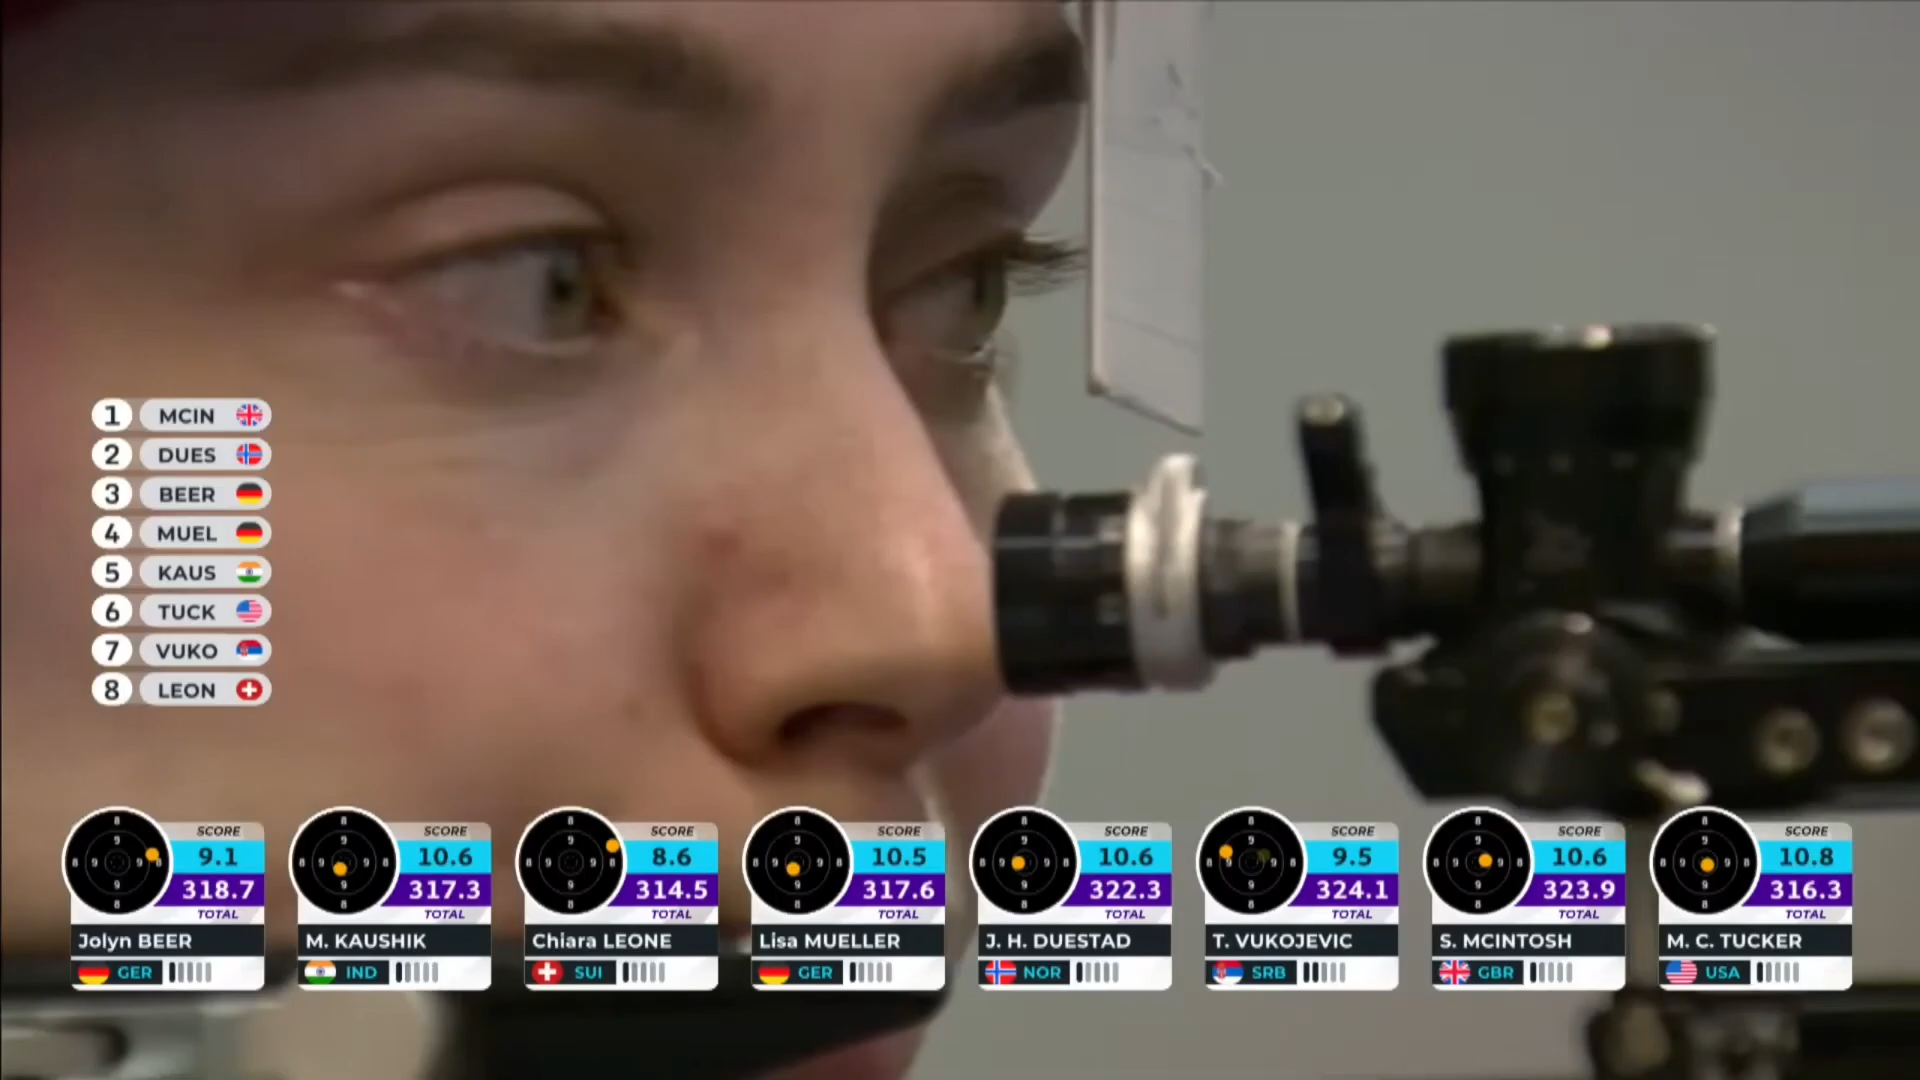 1 MCIN
2 DUES
3 BEER
4 MUEL
5 KAUS
6 TUCK
7 VUKO
8 LEON
SCORE
9.1
318.7
TOTAL
Jolyn BEER
GER
SCORE
10.6
317.3
TOTAL
M. KAUSHIK
IND
SCORE
8.6
314.5
TOTAL
Chiara LEONE
SUI
SCORE
10.5
317.6
TOTAL
Lisa MUELLER
GER
SCORE
10.6
322.3
TOTAL
J. H. DUESTAD
NOR
SCORE
9.5
324.1
TOTAL
T. VUKOJEVIC
SRB
SCORE
10.6
323.9
TOTAL
S. MCINTOSH
GBR
SCORE
10.8
316.3
TOTAL
M. C. TUCKER
USA